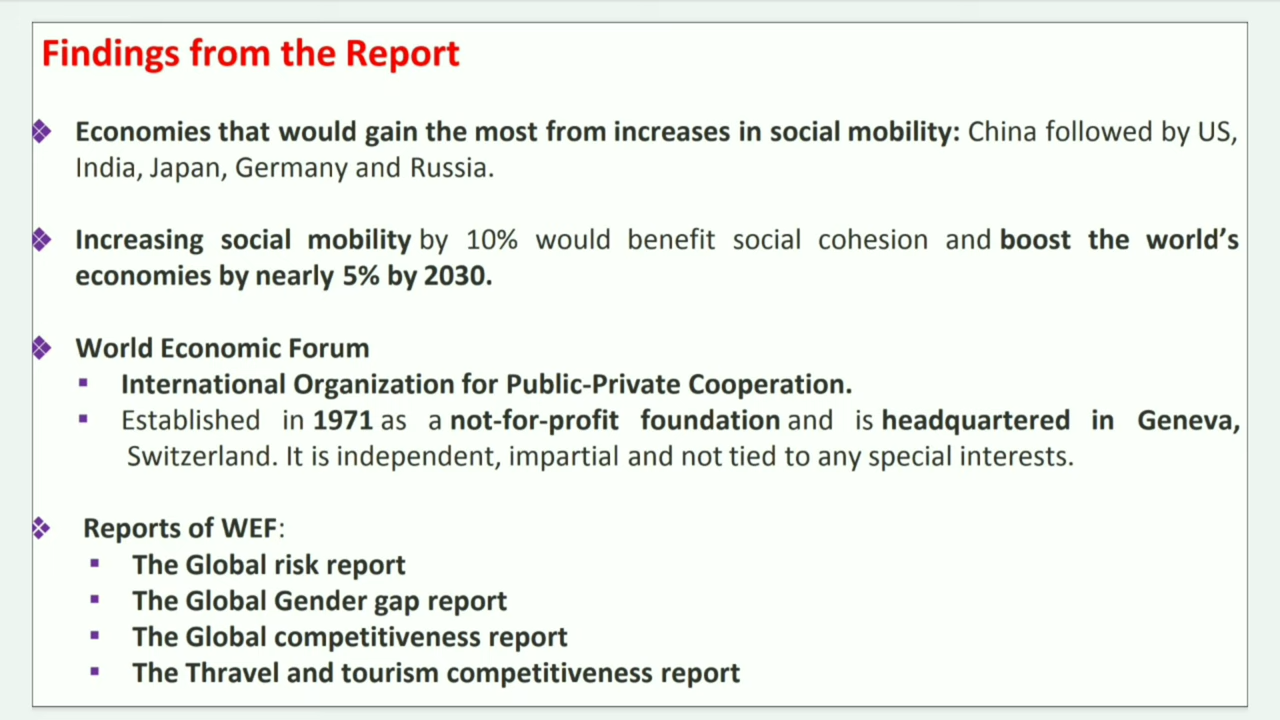 Findings from the Report
Economies that would gain the most from increases in social mobility: China followed by US,
India, Japan, Germany and Russia.
Increasing social mobility by 10% would benefit social cohesion and boost the world’s
economies by nearly 5% by 2030.
World Economic Forum
International Organization for Public-Private Cooperation.
Established in 1971 as a not-for-profit foundation and is headquartered in Geneva,
Switzerland. It is independent, impartial and not tied to any special interests.
Reports of WEF:
The Global risk report
The Global Gender gap report
The Global competitiveness report
The Thravel and tourism competitiveness report